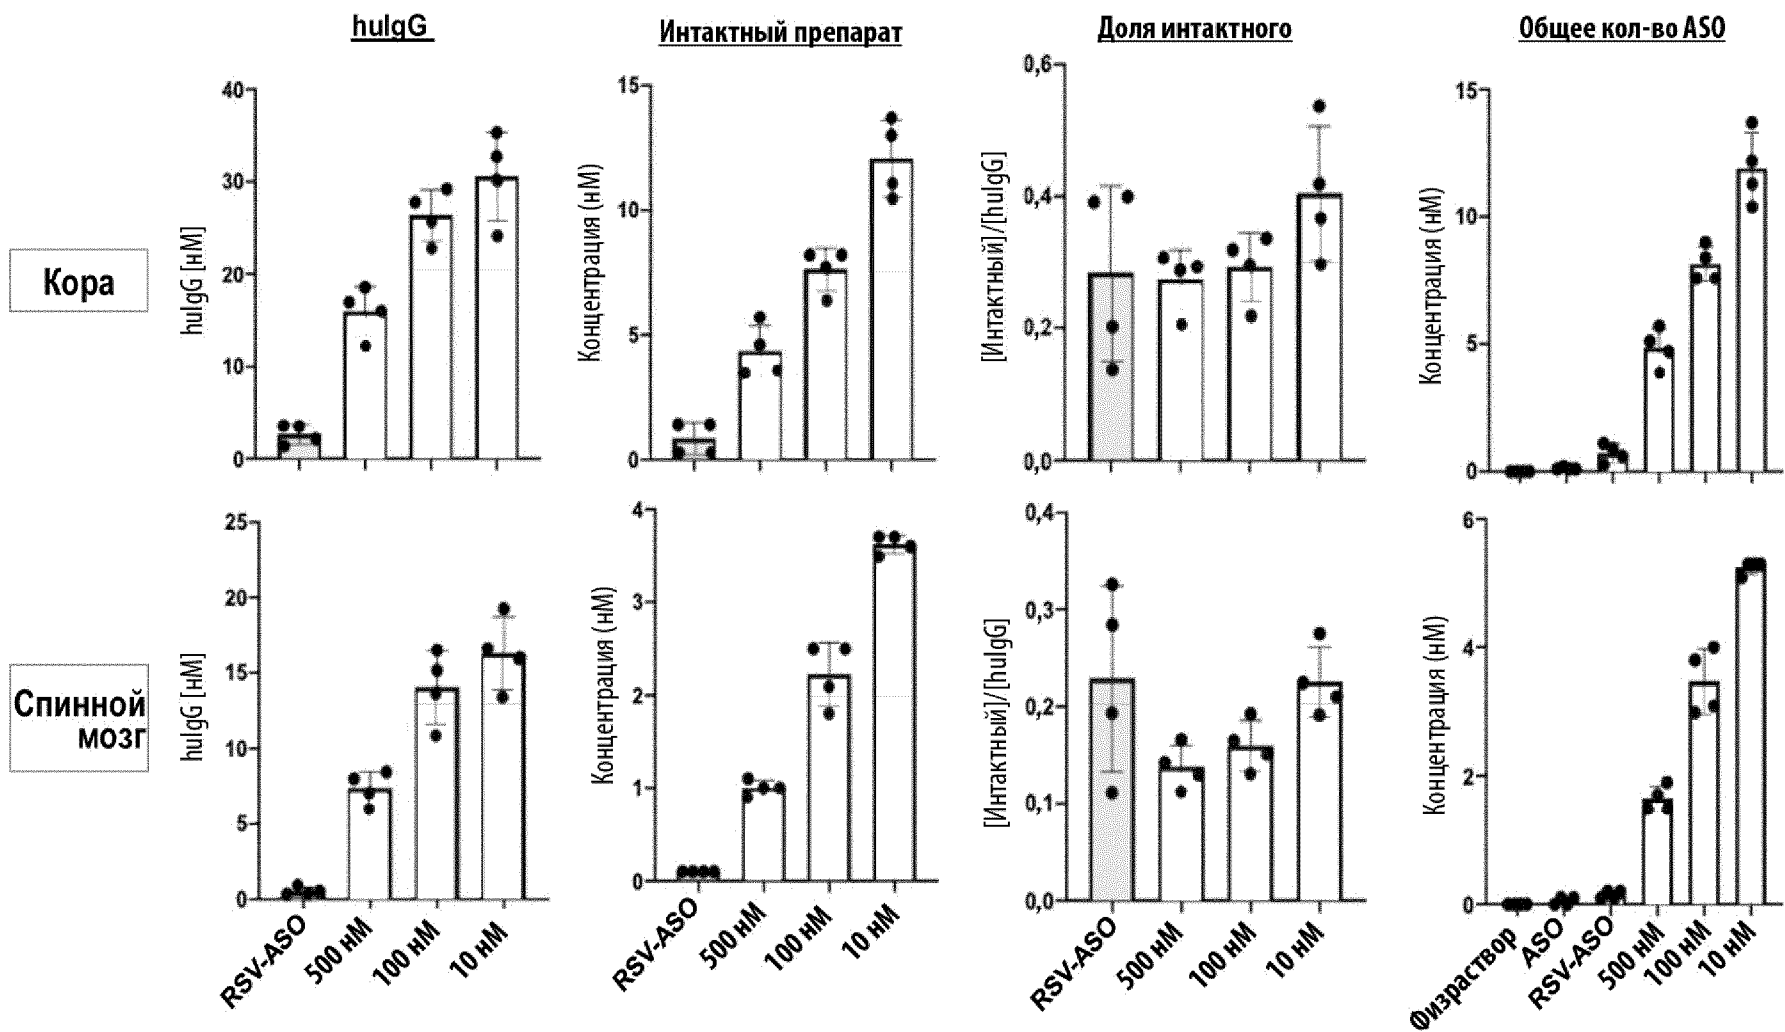 huIgG
Интактный препарат
Доля интактного
Общее кол-во ASO
Кора
huIgG [нМ]
40
30
20
10
0
Концентрация (нМ)
15
10
5
0
[Интактный]/[huIgG]
0,6
0,4
0,2
0,0
Концентрация (нМ)
15
10
5
0
Спинной
мозг
huIgG [нМ]
25
20
15
10
5
0
Концентрация (нМ)
4
3
2
1
0
[Интактный]/[huIgG]
0,4
0,3
0,2
0,1
0,0
Концентрация (нМ)
6
4
2
0
RSV-ASO
500 нМ
100 нМ
10 нМ
RSV-ASO
500 нМ
100 нМ
10 нМ
RSV-ASO
500 нМ
100 нМ
10 нМ
Физраствор
ASO
RSV-ASO
500 нМ
100 нМ
10 нМ